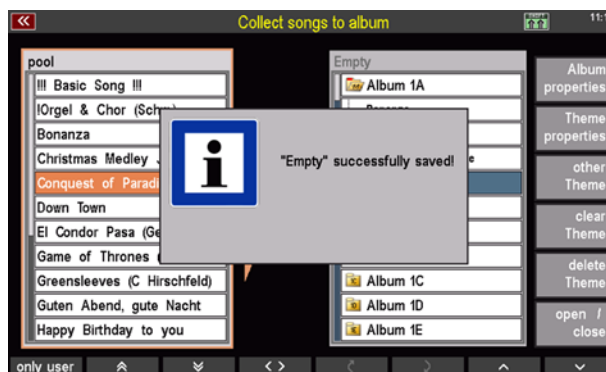 Collect songs to album
11:1
pool
!!! Basic Song !!!
!Orgel & Chor
Bonanza
Christmas Medley
Conquest of
Down Town
El Condor Pasa
Game of Thrones
Greensleeves (C Hirschfeld)
Guten Abend, gute Nacht
Happy Birthday to you
"Empty" successfully saved!
Empty
Album 1A
Album 1C
Album 1D
Album 1E
Album
properties
Theme
properties
other
Theme
clear
Theme
delete
Theme
open /
close
only user